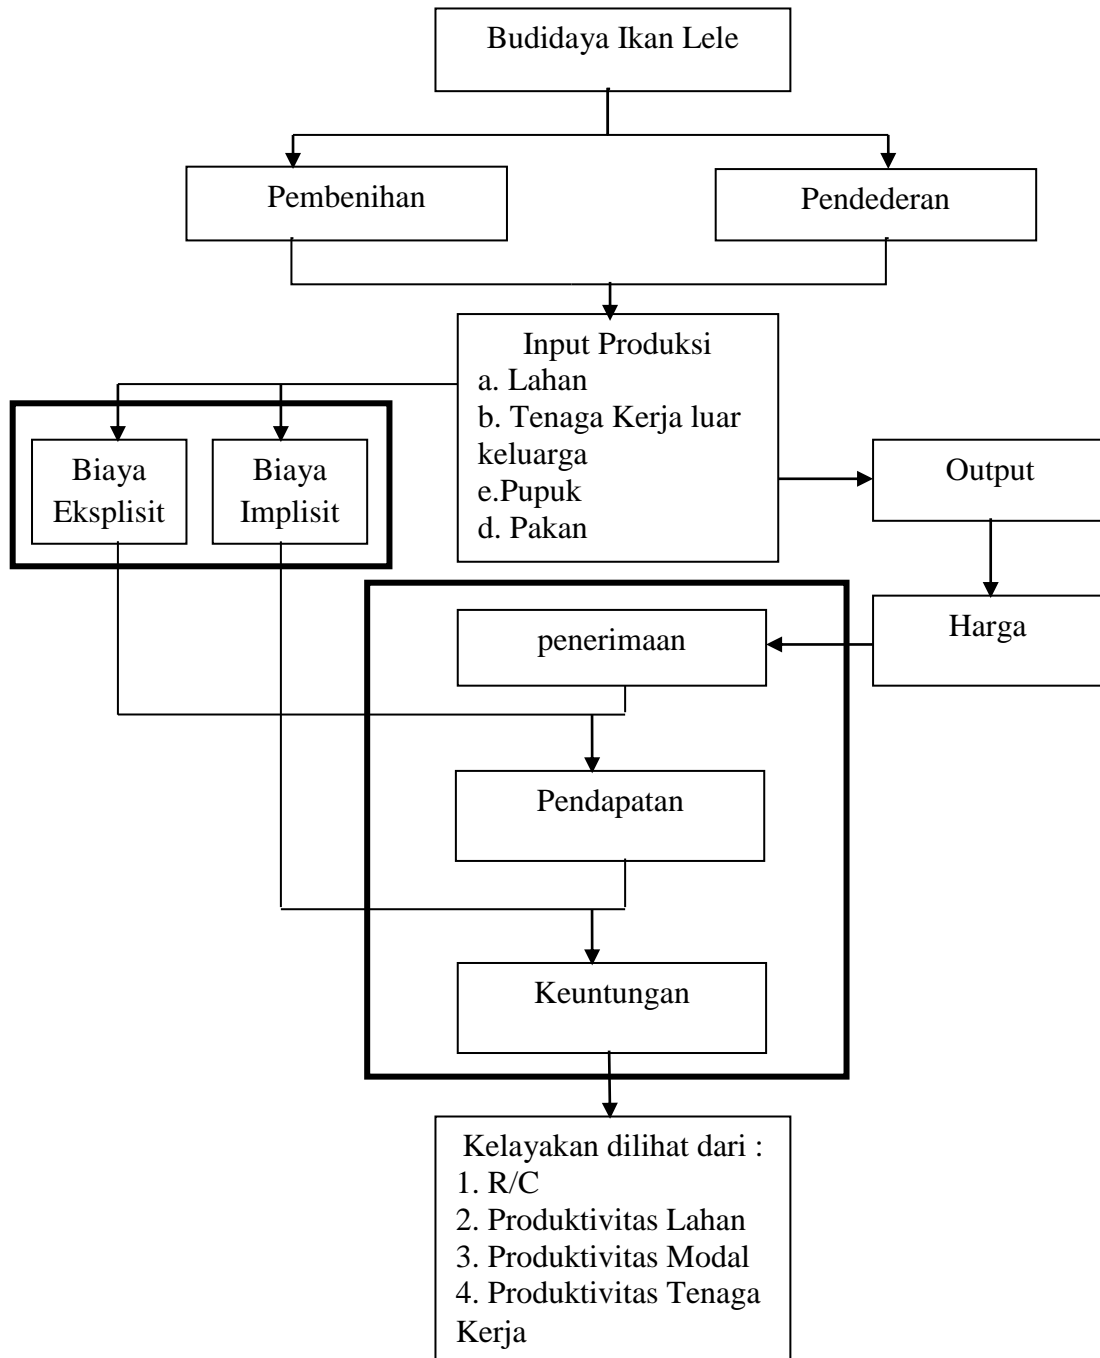 Budidaya Ikan Lele
Pembenihan
Pendederan
Input Produksi
a. Lahan
b. Tenaga Kerja luar
keluarga
e.Pupuk
d. Pakan
Biaya
Eksplisit
Biaya
Implisit
Output
Harga
penerimaan
Pendapatan
Keuntungan
Kelayakan dilihat dari :
1. R/C
2. Produktivitas Lahan
3. Produktivitas Modal
4. Produktivitas Tenaga
Kerja